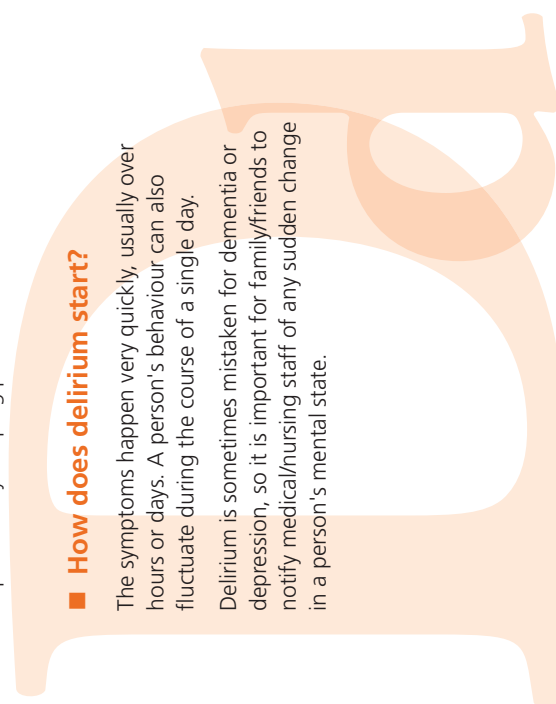 How does delirium start?
The symptoms happen very quickly, usually over
hours or days. A person's behaviour can also
fluctuate during the course of a single day.
Delirium is sometimes mistaken for dementia or
depression, so it is important for family/friends to
notify medical/nursing staff of any sudden change
in a person's mental state.